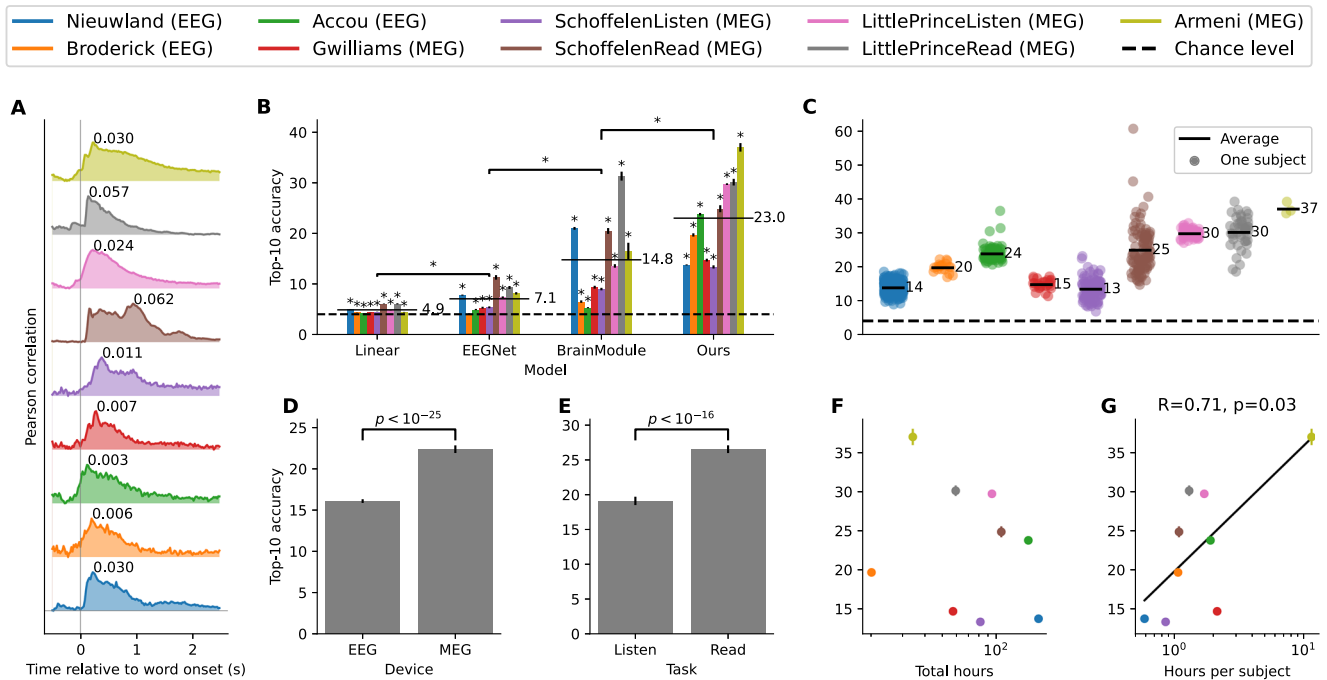 Nieuwland (EEG)
Accou (EEG)
SchoffelenListen (MEG)
LittlePrinceListen (MEG)
Armeni (MEG)
Broderick (EEG)
Gwilliams (MEG)
SchoffelenRead (MEG)
LittlePrinceRead (MEG)
Chance level
A
0.030
0.057
0.024
0.062
0.011
0.007
0.003
0.006
0.030
Pearson correlation
0
1
2
Time relative to word onset (s)
B
Top-10 accuracy
40
30
20
10
0
*
*
*
4.9
7.1
14.8
23.0
Linear
EEGNet
BrainModule
Ours
Model
C
60
50
40
30
20
10
0
Average
One subject
14
20
24
15
13
25
30
30
37
D
p < 10⁻²⁵
Top-10 accuracy
25
20
15
10
5
0
EEG
MEG
Device
E
p < 10⁻¹⁶
30
25
20
15
10
5
0
Listen
Read
Task
F
35
30
25
20
15
10²
Total hours
G
R=0.71, p=0.03
35
30
25
20
15
10⁰
10¹
Hours per subject